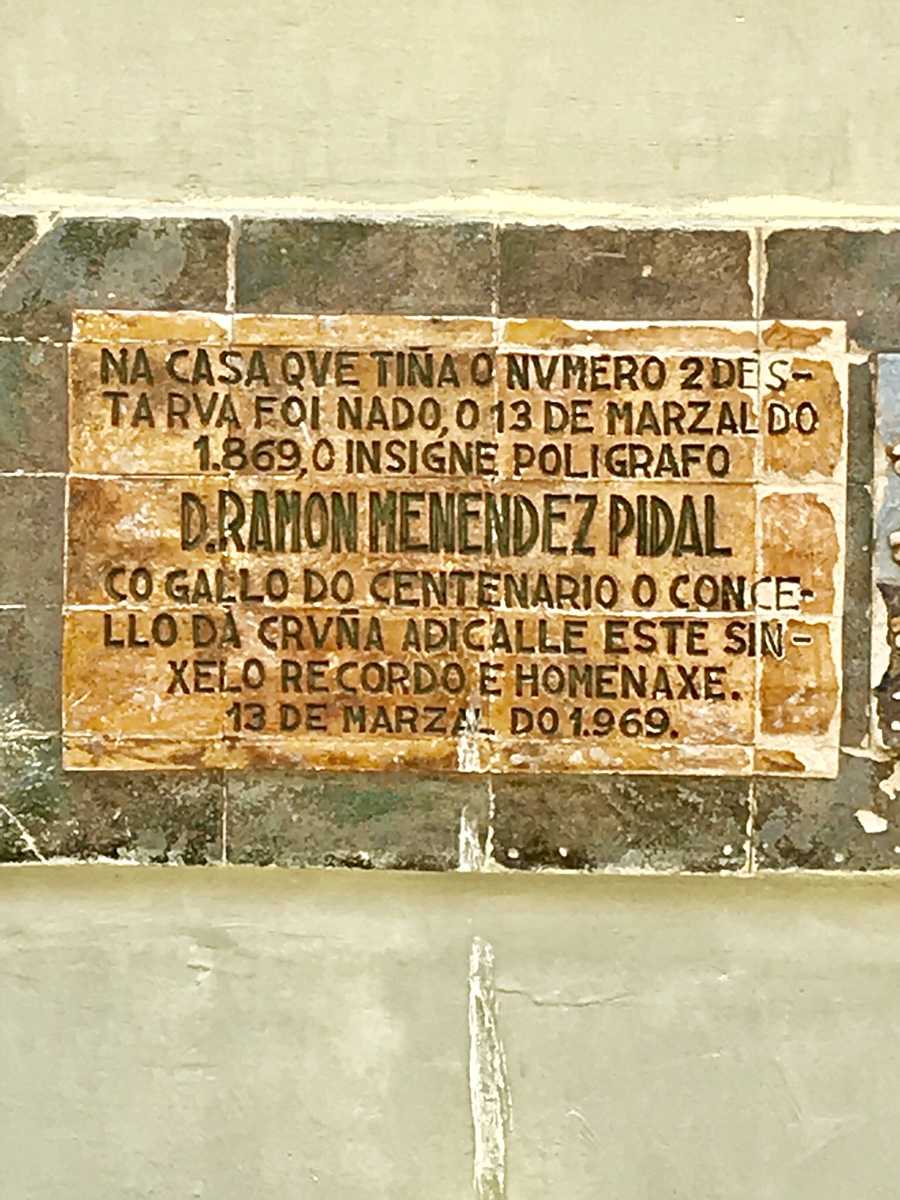 NA CASA QVE TIÑA O NVMERO 2 DES-
TA RVA FOI NADO, O 13 DE MARZAL DO
1.869, O INSIGNE POLIGRAFO
D. RAMON MENENDEZ PIDAL
CO GALLO DO CENTENARIO O CONCE-
LLO DA CRVÑA ADICALLE ESTE SIN-
XELO RECORDO E HOMENAXE.
13 DE MARZAL DO 1.969.